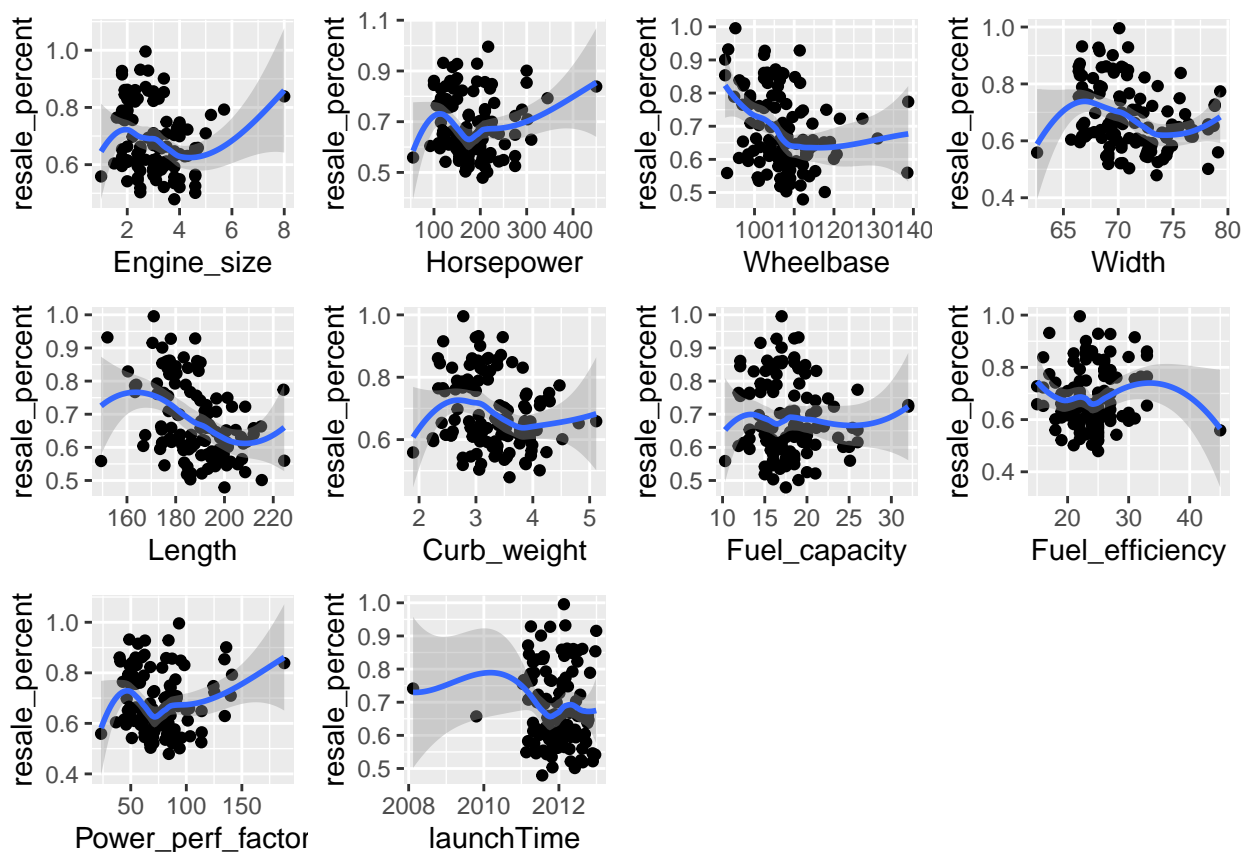 resale_percent
1.0
0.8
0.6
2 4 6 8
Engine_size
resale_percent
1.1
0.9
0.7
0.5
100 200 300 400
Horsepower
resale_percent
1.0
0.9
0.8
0.7
0.6
0.5
100 110 120 130 140
Wheelbase
resale_percent
1.0
0.8
0.6
0.4
65 70 75 80
Width
resale_percent
1.0
0.9
0.8
0.7
0.6
0.5
160 180 200 220
Length
resale_percent
1.0
0.8
0.6
2 3 4 5
Curb_weight
resale_percent
1.0
0.9
0.8
0.7
0.6
0.5
10 15 20 25 30
Fuel_capacity
resale_percent
1.0
0.8
0.6
0.4
20 30 40
Fuel_efficiency
resale_percent
1.0
0.8
0.6
0.4
50 100 150
Power_perf_factor
resale_percent
1.0
0.9
0.8
0.7
0.6
0.5
2008 2010 2012
launchTime